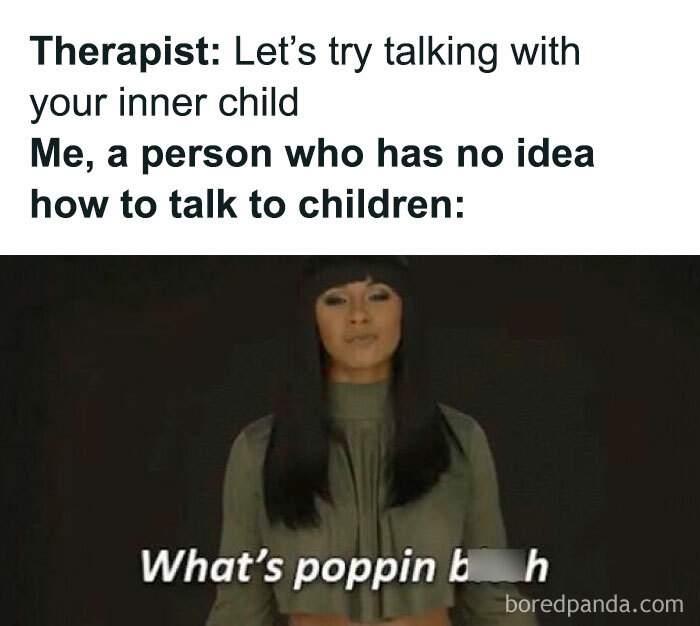 Therapist: Let’s try talking with
your inner child
Me, a person who has no idea
how to talk to children:
What’s poppin b h
boredpanda.com